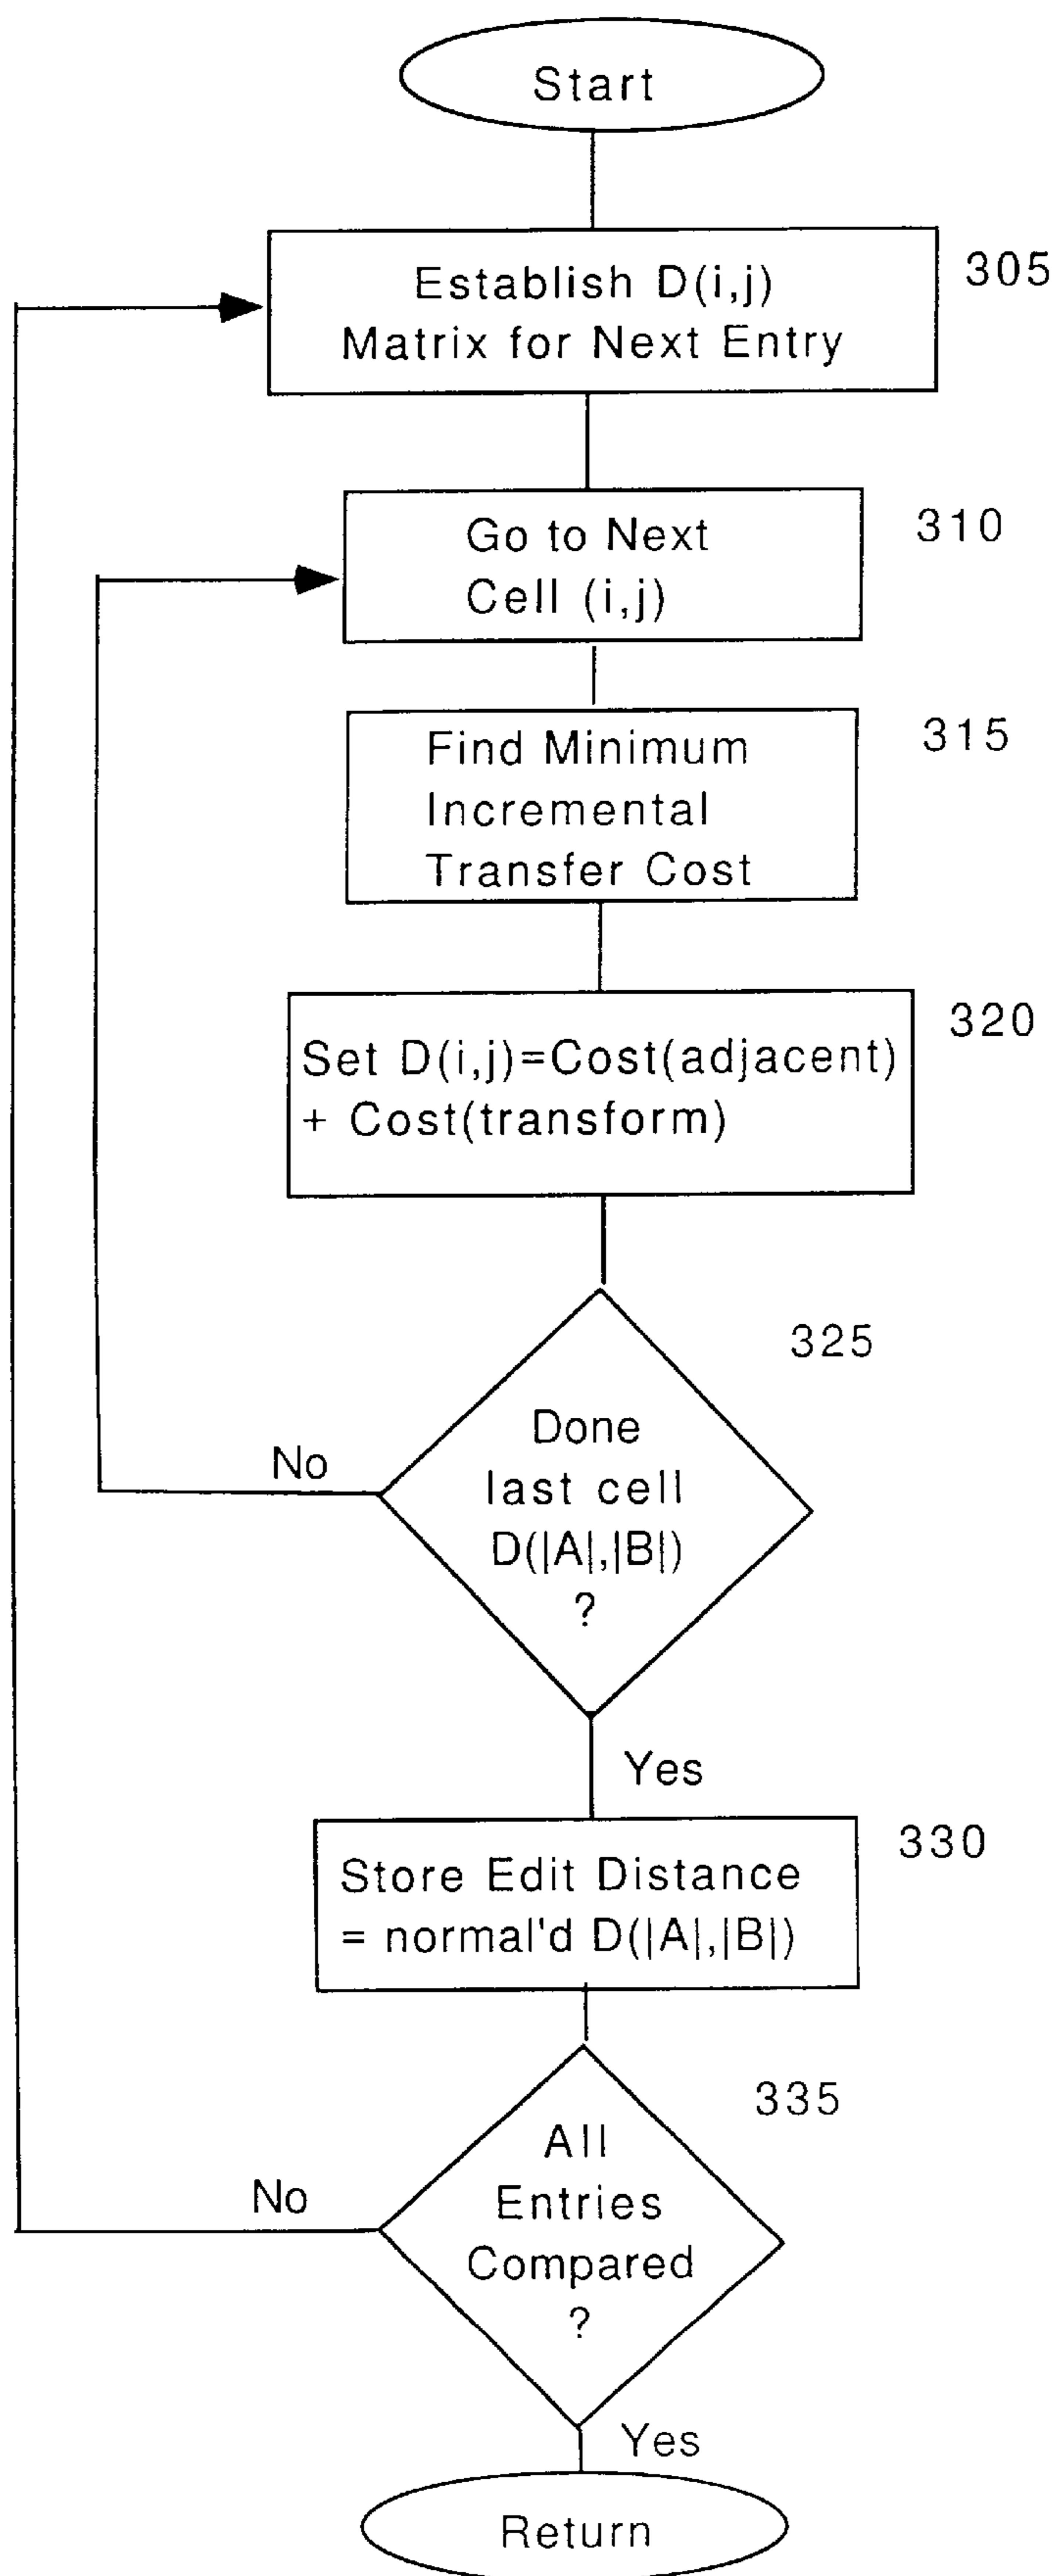 Start
Establish D(i,j)
Matrix for Next Entry
305
Go to Next
Cell (i,j)
310
Find Minimum
Incremental
Transfer Cost
315
Set D(i,j)=Cost(adjacent)
+ Cost(transform)
320
325
Done
last cell
D(|A|,|B|)
?
No
Yes
Store Edit Distance
= normal'd D(|A|,|B|)
330
335
All
Entries
Compared
?
No
Yes
Return